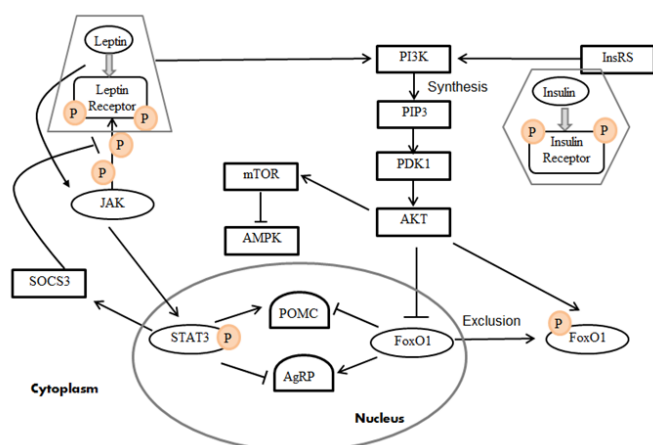 Leptin
PI3K
InsRS
Leptin
Receptor
P
P
Synthesis
Insulin
PIP3
P
P
Insulin
Receptor
P
P
PDK1
mTOR
JAK
AKT
AMPK
SOCS3
POMC
STAT3
P
FoxO1
Exclusion
P
FoxO1
AgRP
Cytoplasm
Nucleus